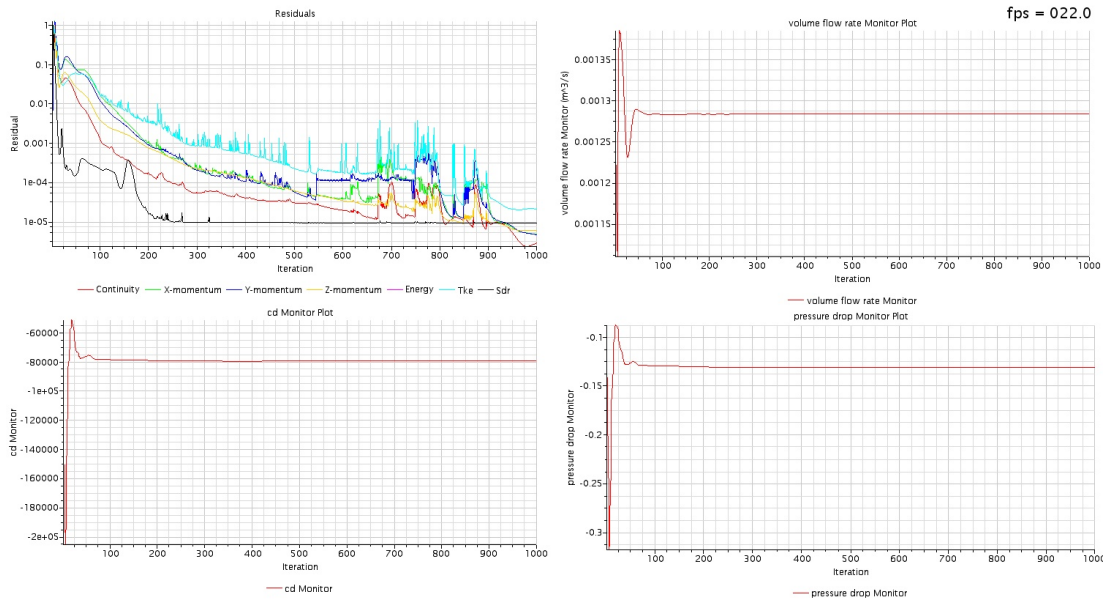 fps = 022.0
Residuals
1
0.1
0.01
0.001
1e-04
1e-05
Residual
100 200 300 400 500 600 700 800 900 1000
Iteration
Continuity X-momentum Y-momentum Z-momentum Energy Tke Sdr
volume flow rate Monitor Plot
0.00135
0.0013
0.00125
0.0012
0.00115
volume flow rate Monitor (m^3/s)
100 200 300 400 500 600 700 800 900 1000
Iteration
volume flow rate Monitor
cd Monitor Plot
-60000
-80000
-1e+05
-120000
-140000
-160000
-180000
-2e+05
cd Monitor
100 200 300 400 500 600 700 800 900 1000
Iteration
cd Monitor
pressure drop Monitor Plot
-0.1
-0.15
-0.2
-0.25
-0.3
pressure drop Monitor
100 200 300 400 500 600 700 800 900 1000
Iteration
pressure drop Monitor